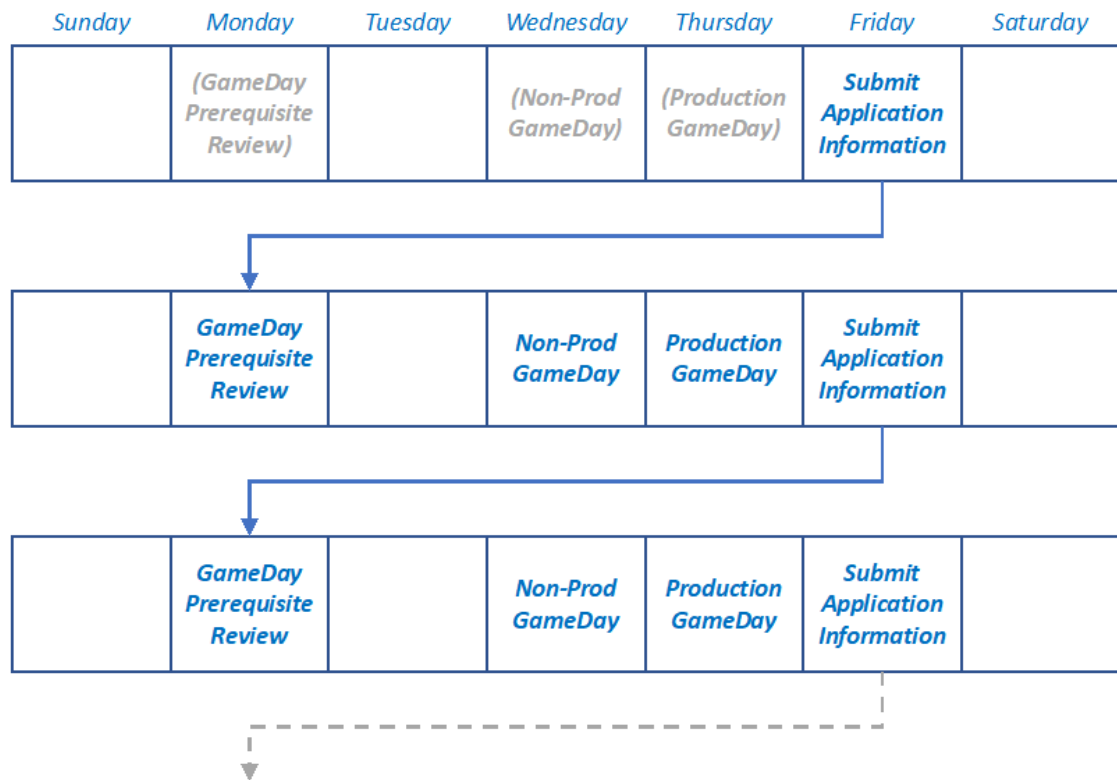 Sunday Monday Tuesday Wednesday Thursday Friday Saturday
(GameDay
Prerequisite
Review)
(Non-Prod
GameDay)
(Production
GameDay)
Submit
Application
Information
GameDay
Prerequisite
Review
Non-Prod
GameDay
Production
GameDay
Submit
Application
Information
GameDay
Prerequisite
Review
Non-Prod
GameDay
Production
GameDay
Submit
Application
Information